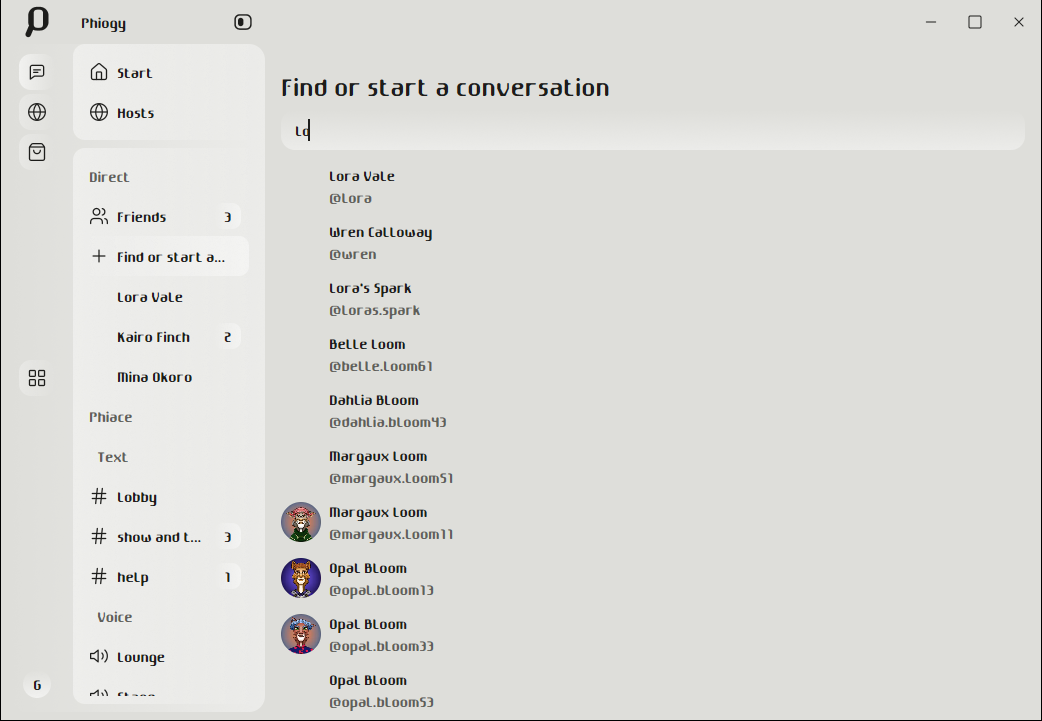 Phiogy
Start
Hosts
Direct
Friends 3
Find or start a...
Lora Vale
Kairo Finch 2
Mina Okoro
Phiace
Text
Lobby
show and t... 3
help 1
Voice
Lounge
Stage
6
Find or start a conversation
Lo
Lora Vale
@lora
Wren Calloway
@wren
Lora's Spark
@loras.spark
Belle Loom
@belle.loom61
Dahlia Bloom
@dahlia.bloom43
Margaux Loom
@margaux.loom51
Margaux Loom
@margaux.loom11
Opal Bloom
@opal.bloom13
Opal Bloom
@opal.bloom33
Opal Bloom
@opal.bloom53